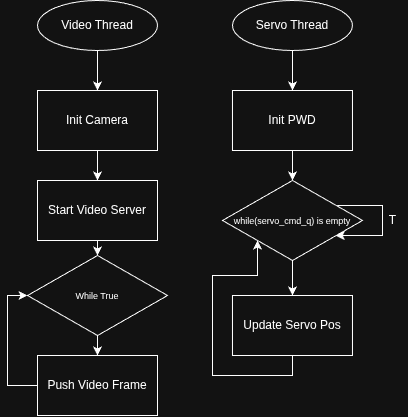 Video Thread
Init Camera
Start Video Server
While True
Push Video Frame
Servo Thread
Init PWD
while(servo_cmd_q) is empty
T
Update Servo Pos